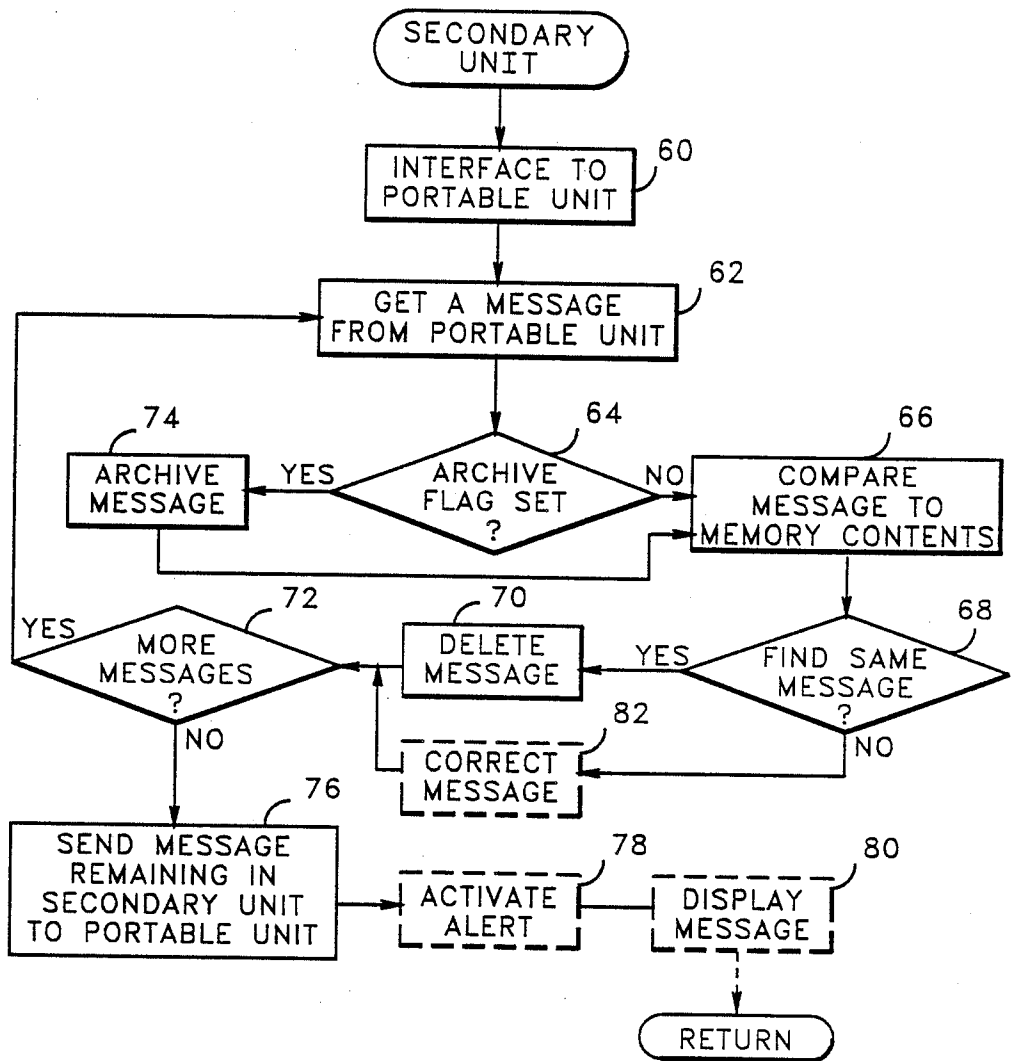 SECONDARY
UNIT
60
INTERFACE TO
PORTABLE UNIT
62
GET A MESSAGE
FROM PORTABLE UNIT
74
64
66
ARCHIVE
MESSAGE
YES
ARCHIVE
FLAG SET
?
NO
COMPARE
MESSAGE TO
MEMORY CONTENTS
72
70
68
YES
MORE
MESSAGES
?
NO
DELETE
MESSAGE
YES
FIND SAME
MESSAGE
?
NO
82
CORRECT
MESSAGE
76
SEND MESSAGE
REMAINING IN
SECONDARY UNIT
TO PORTABLE UNIT
78
ACTIVATE
ALERT
80
DISPLAY
MESSAGE
RETURN